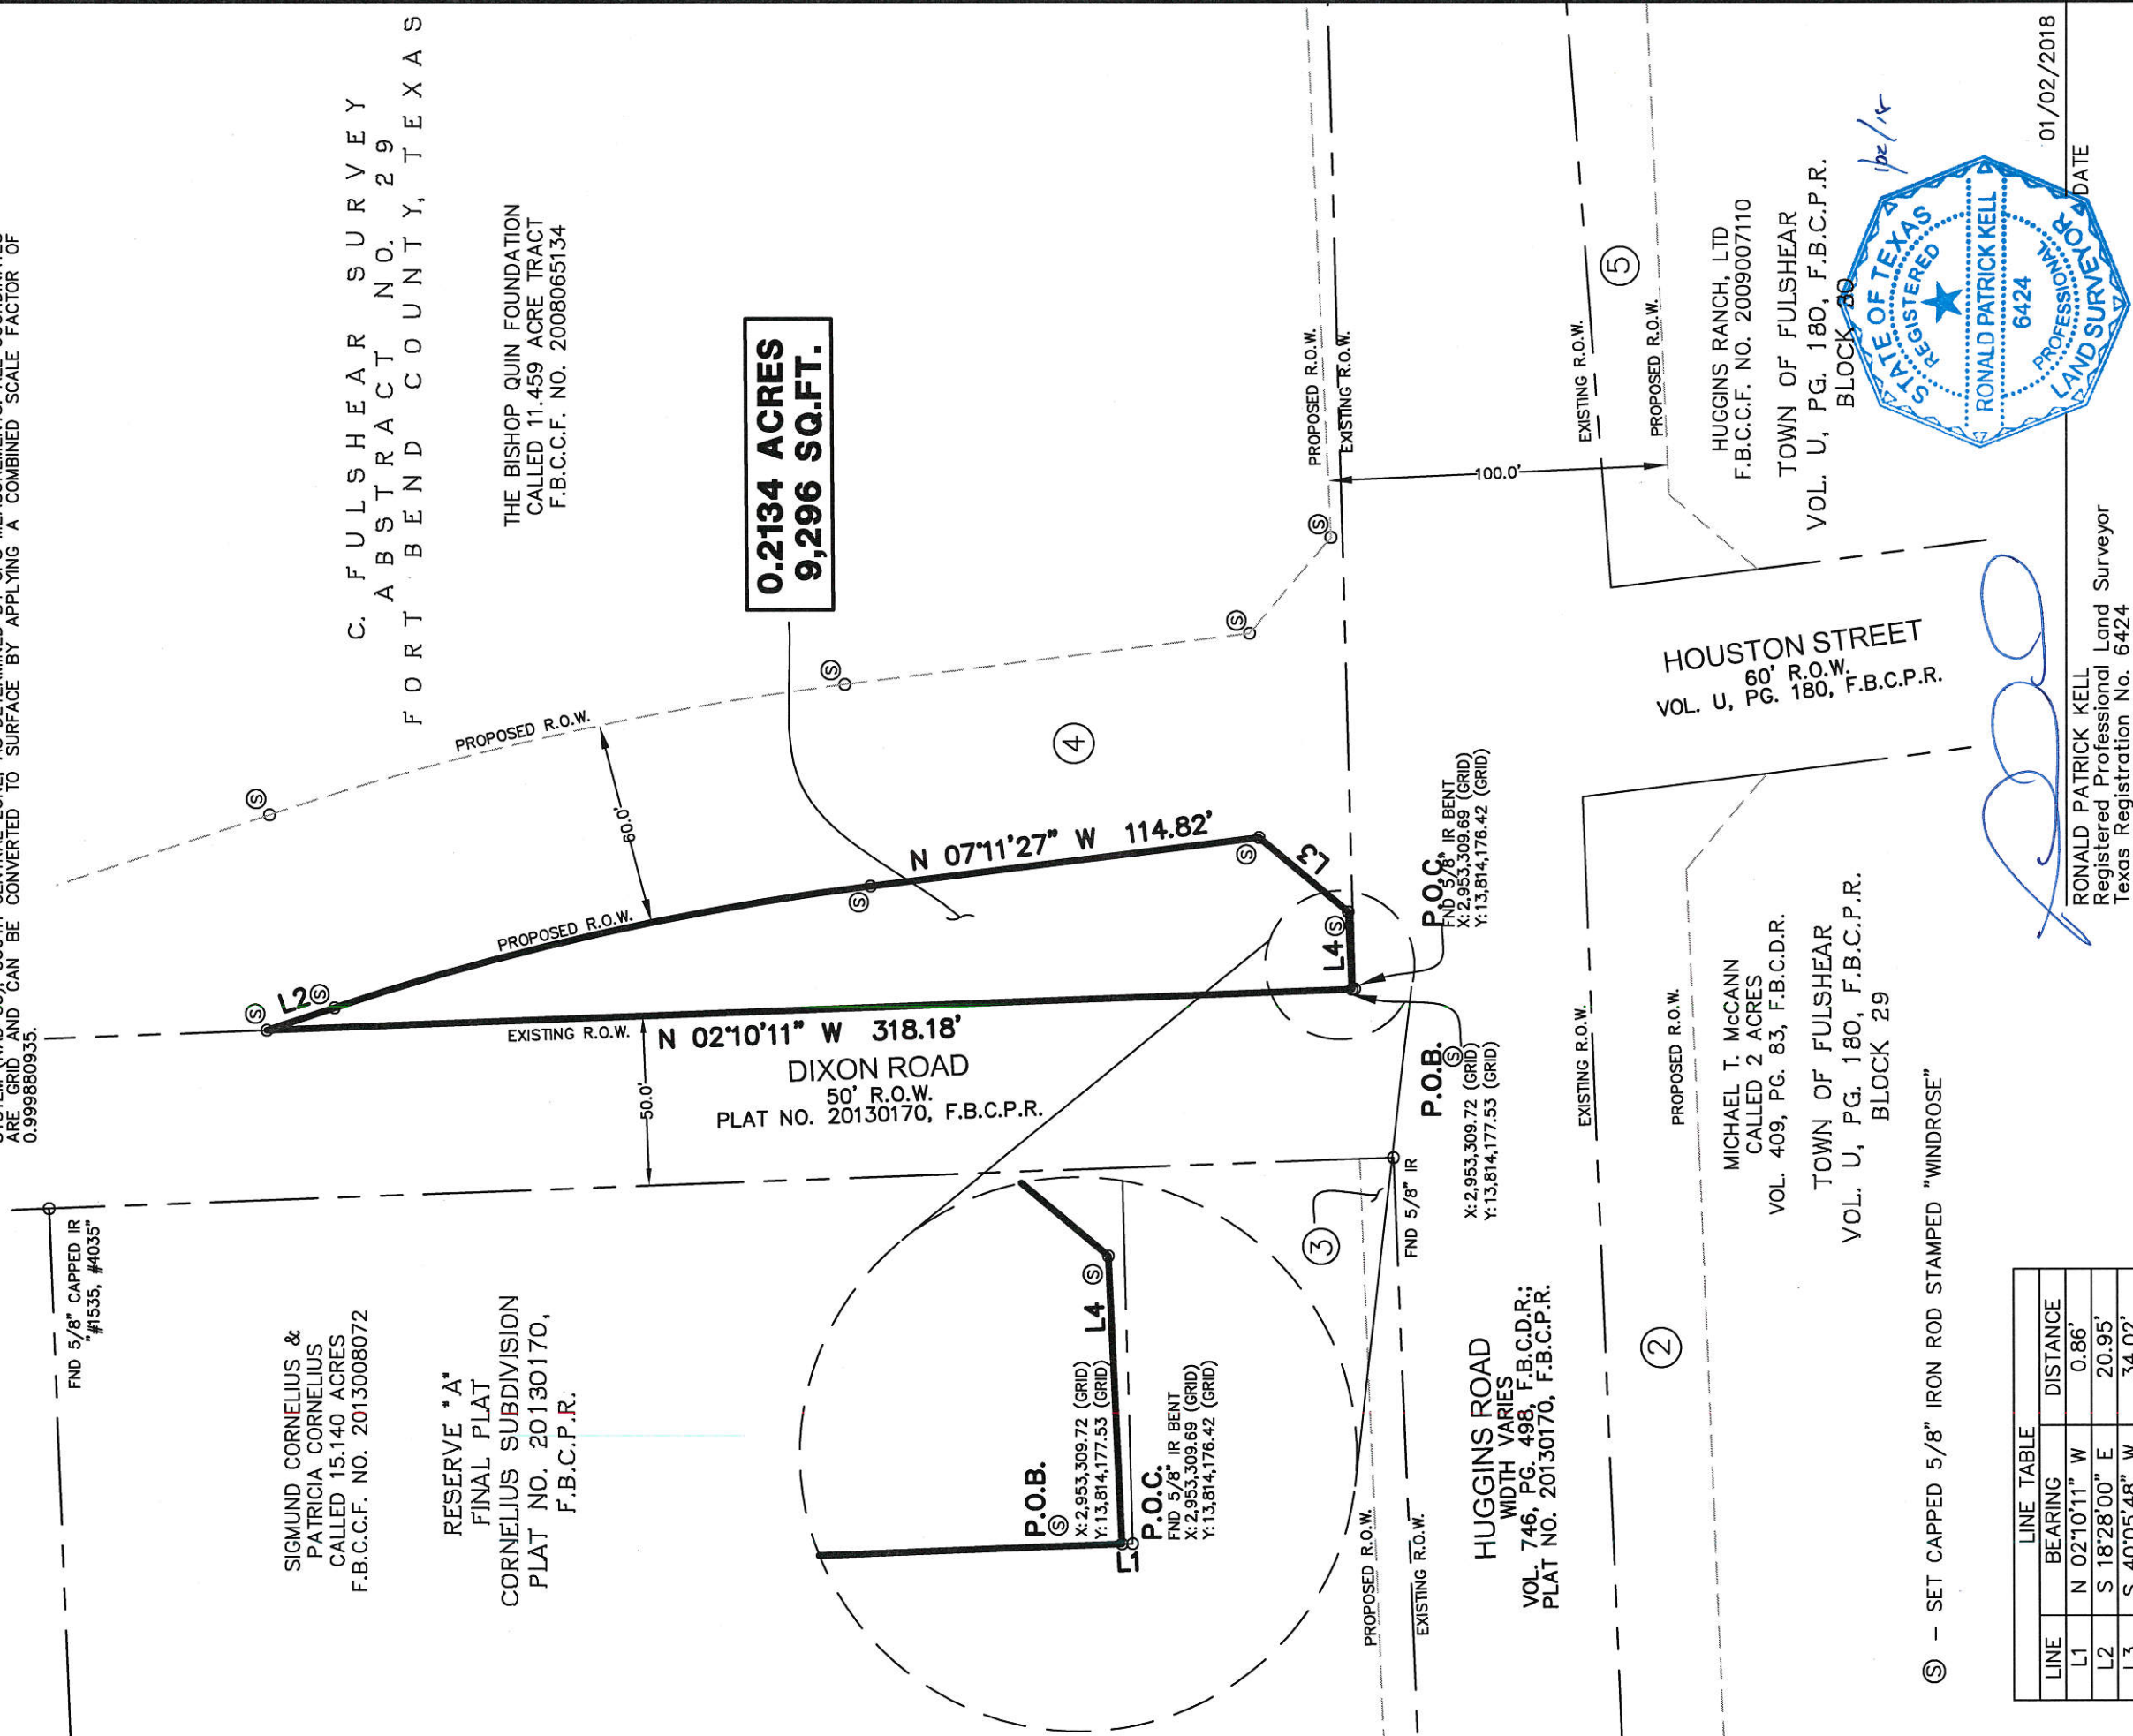 ARE GRID AND CAN BE CONVERTED TO SURFACE BY APPLYING A COMBINED SCALE FACTOR OF
0.999880935.
C. FULSHEAR SURVEY
ABSTRACT NO. 29
FORT BEND COUNTY, TEXAS
THE BISHOP QUIN FOUNDATION
CALLED 11.459 ACRE TRACT
F.B.C.C.F. NO. 2008065134
0.2134 ACRES
9,296 SQ.FT.
FND 5/8" CAPPED IR
"#1535, #4035"
SIGMUND CORNELIUS &
PATRICIA CORNELIUS
CALLED 15.140 ACRES
F.B.C.C.F. NO. 2013008072
RESERVE "A"
FINAL PLAT
CORNELIUS SUBDIVISION
PLAT NO. 20130170,
F.B.C.P.R.
PROPOSED R.O.W.
60.0'
PROPOSED R.O.W.
L2
Ⓢ
Ⓢ
Ⓢ
Ⓢ
Ⓢ
Ⓢ
Ⓢ
Ⓢ
Ⓢ
EXISTING R.O.W.
N 02°10'11" W 318.18'
N 07°11'27" W 114.82'
L3
L4
50.0'
DIXON ROAD
50' R.O.W.
PLAT NO. 20130170, F.B.C.P.R.
4
P.O.C.
FND 5/8" IR BENT
X:2,953,309.69 (GRID)
Y:13,814,176.42 (GRID)
P.O.B.
Ⓢ
X:2,953,309.72 (GRID)
Y:13,814,177.53 (GRID)
3
FND 5/8" IR
P.O.B.
Ⓢ
X:2,953,309.72 (GRID)
Y:13,814,177.53 (GRID)
L4
Ⓢ
L1
P.O.C.
FND 5/8" IR BENT
X:2,953,309.69 (GRID)
Y:13,814,176.42 (GRID)
PROPOSED R.O.W.
EXISTING R.O.W.
100.0'
PROPOSED R.O.W.
EXISTING R.O.W.
HUGGINS ROAD
WIDTH VARIES
VOL. 746, PG. 498, F.B.C.D.R.;
PLAT NO. 20130170, F.B.C.P.R.
EXISTING R.O.W.
PROPOSED R.O.W.
2
EXISTING R.O.W.
PROPOSED R.O.W.
5
HOUSTON STREET
60' R.O.W.
VOL. U, PG. 180, F.B.C.P.R.
MICHAEL T. McCANN
CALLED 2 ACRES
VOL. 409, PG. 83, F.B.C.D.R.
TOWN OF FULSHEAR
VOL. U, PG. 180, F.B.C.P.R.
BLOCK 29
HUGGINS RANCH, LTD
F.B.C.C.F. NO. 2009007110
TOWN OF FULSHEAR
VOL. U, PG. 180, F.B.C.P.R.
BLOCK 30
STATE OF TEXAS
REGISTERED
RONALD PATRICK KELL
6424
PROFESSIONAL
LAND SURVEYOR
01/02/2018
DATE
RONALD PATRICK KELL
Registered Professional Land Surveyor
Texas Registration No. 6424
Ⓢ – SET CAPPED 5/8" IRON ROD STAMPED "WINDROSE"
LINE TABLE
LINE BEARING DISTANCE
L1 N 02°10'11" W 0.86'
L2 S 18°28'00" E 20.95'
L3 S 40°05'48" W 34.02'